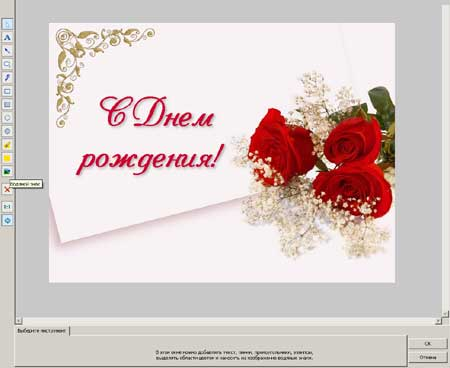 С Днем
рождения!
Водяной знак
Выберите инструмент
В этом окне можно добавлять текст, линии, прямоугольники, эллипсы,
выделять области цветом и наносить на изображение водяные знаки.
OK
Отмена